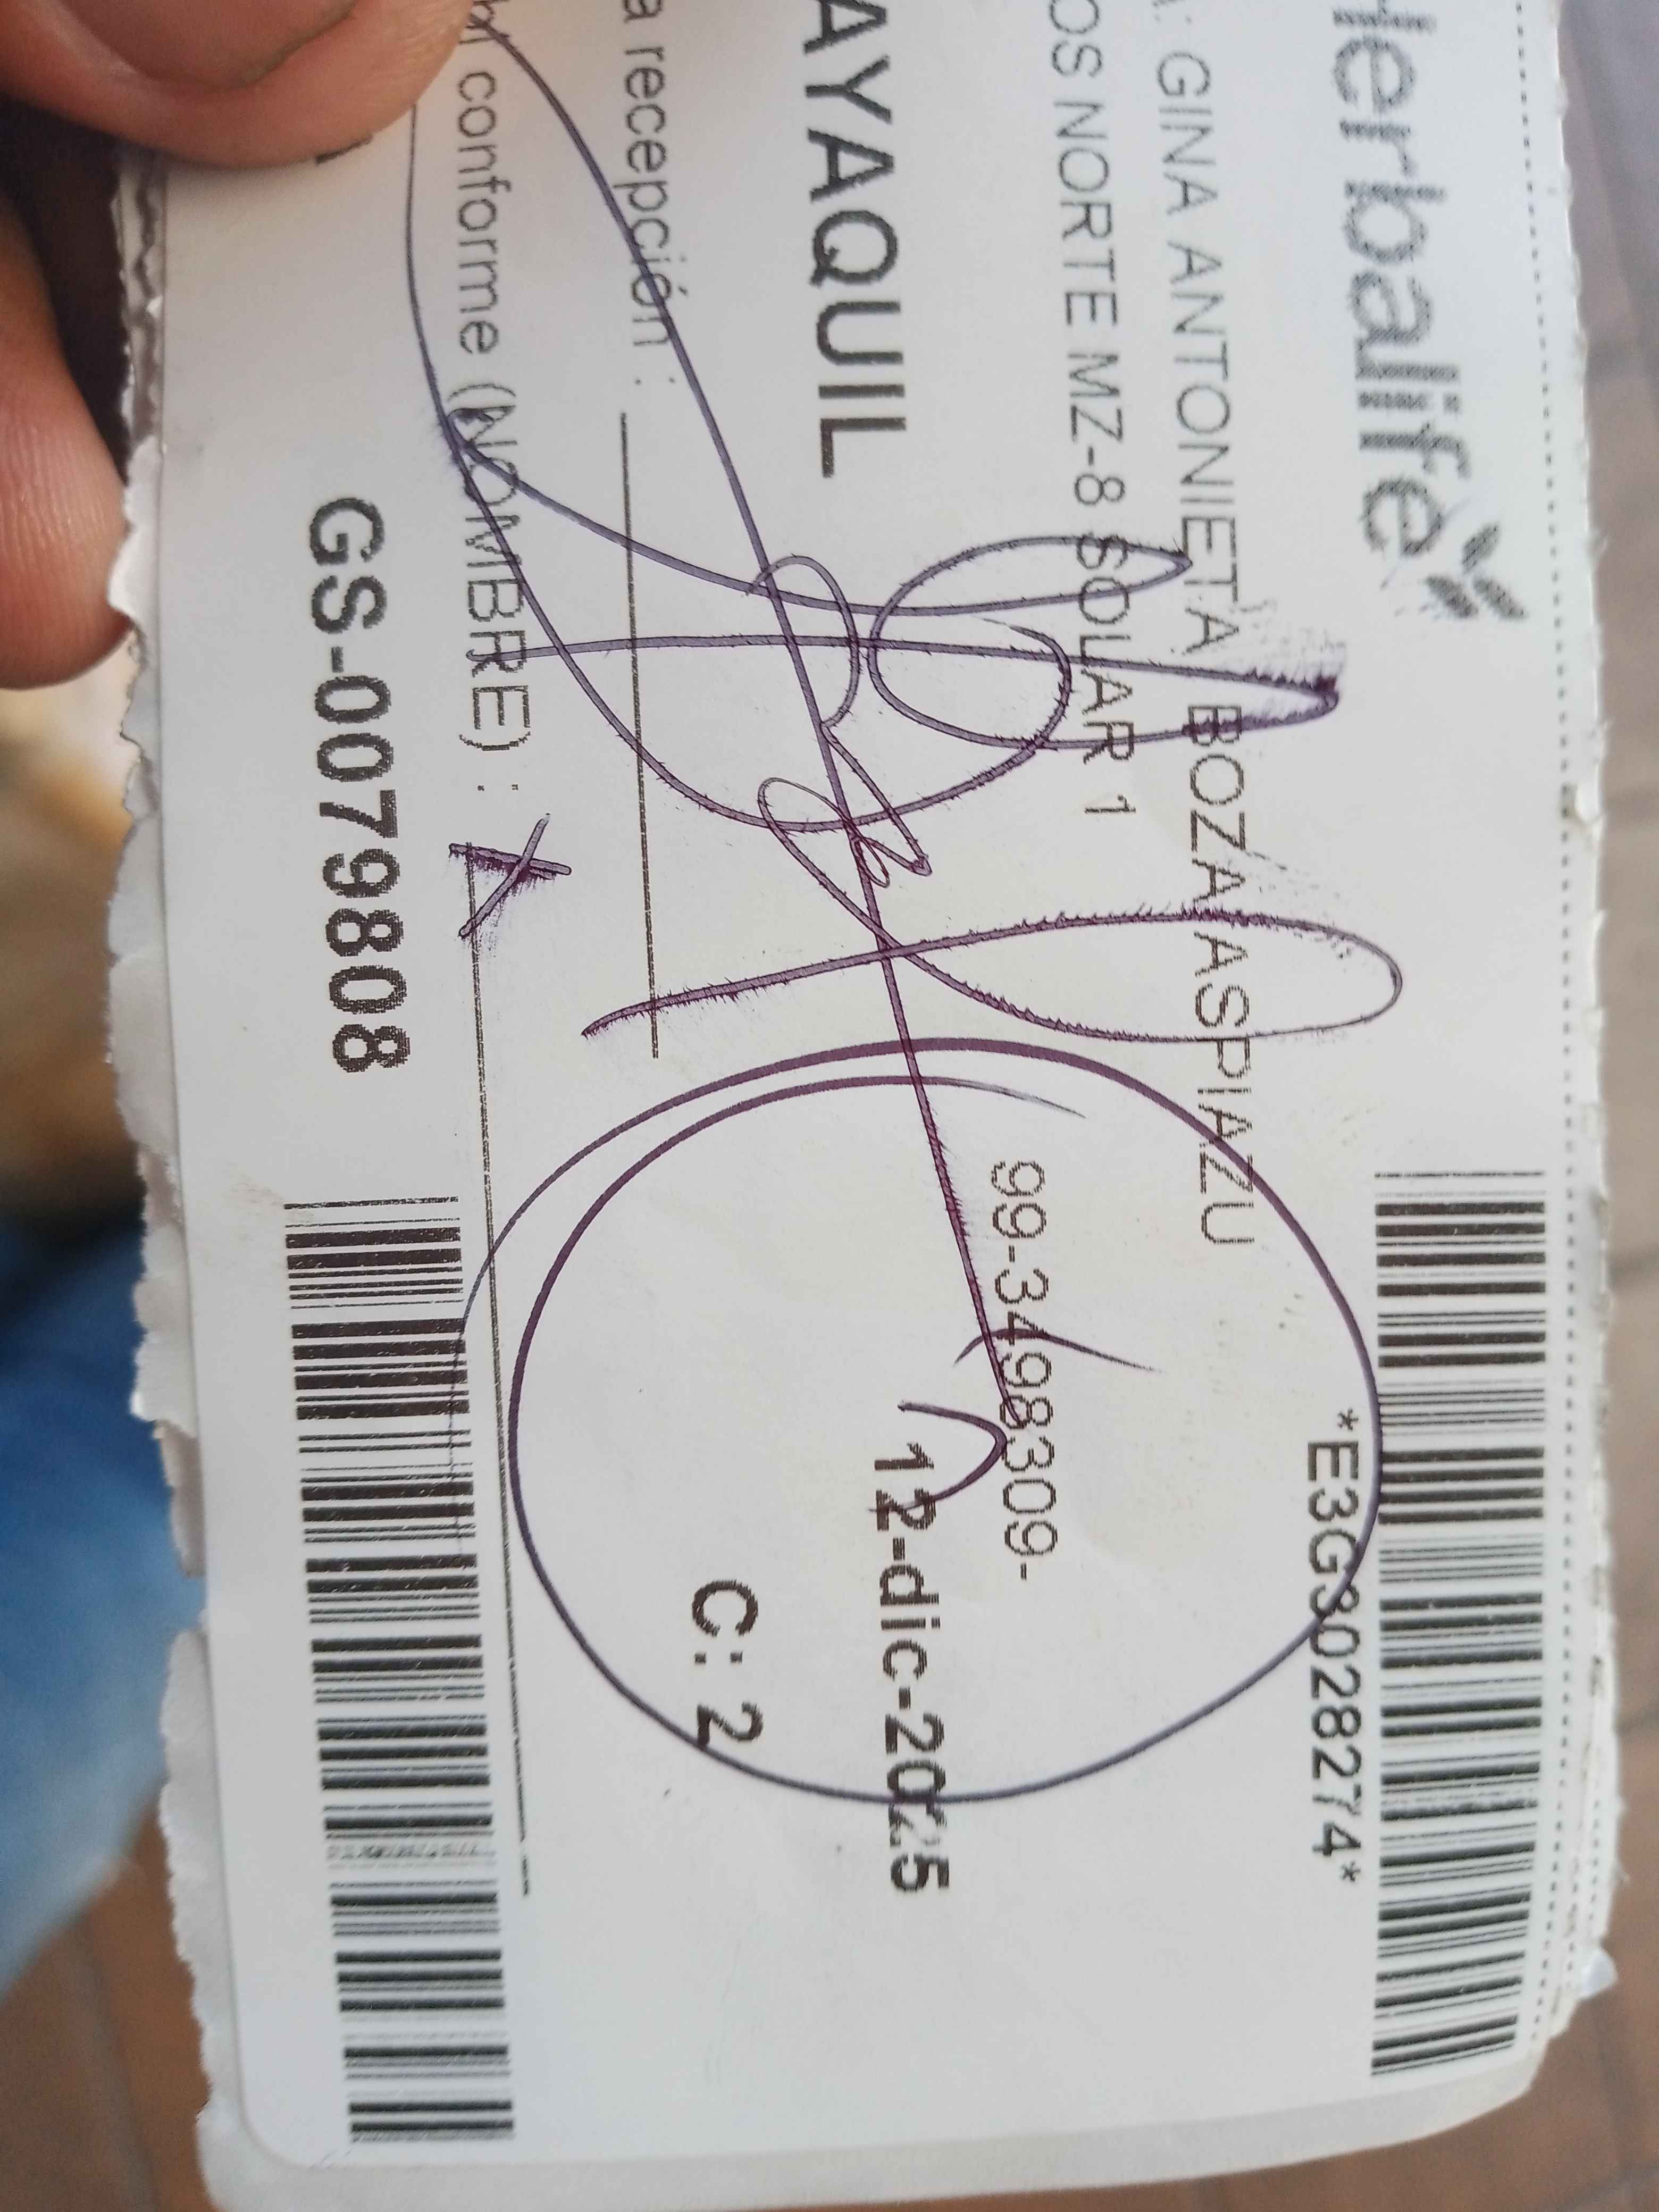 Herbalife
*E3G3028274*
: GINA ANTONIETA BOZA ASPIAZU
OS NORTE MZ-8 SOLAR 1
99-3498309-
AYAQUIL
12-dic-2025
a recepción :
C: 2
conforme (NOMBRE) :
GS-0079808